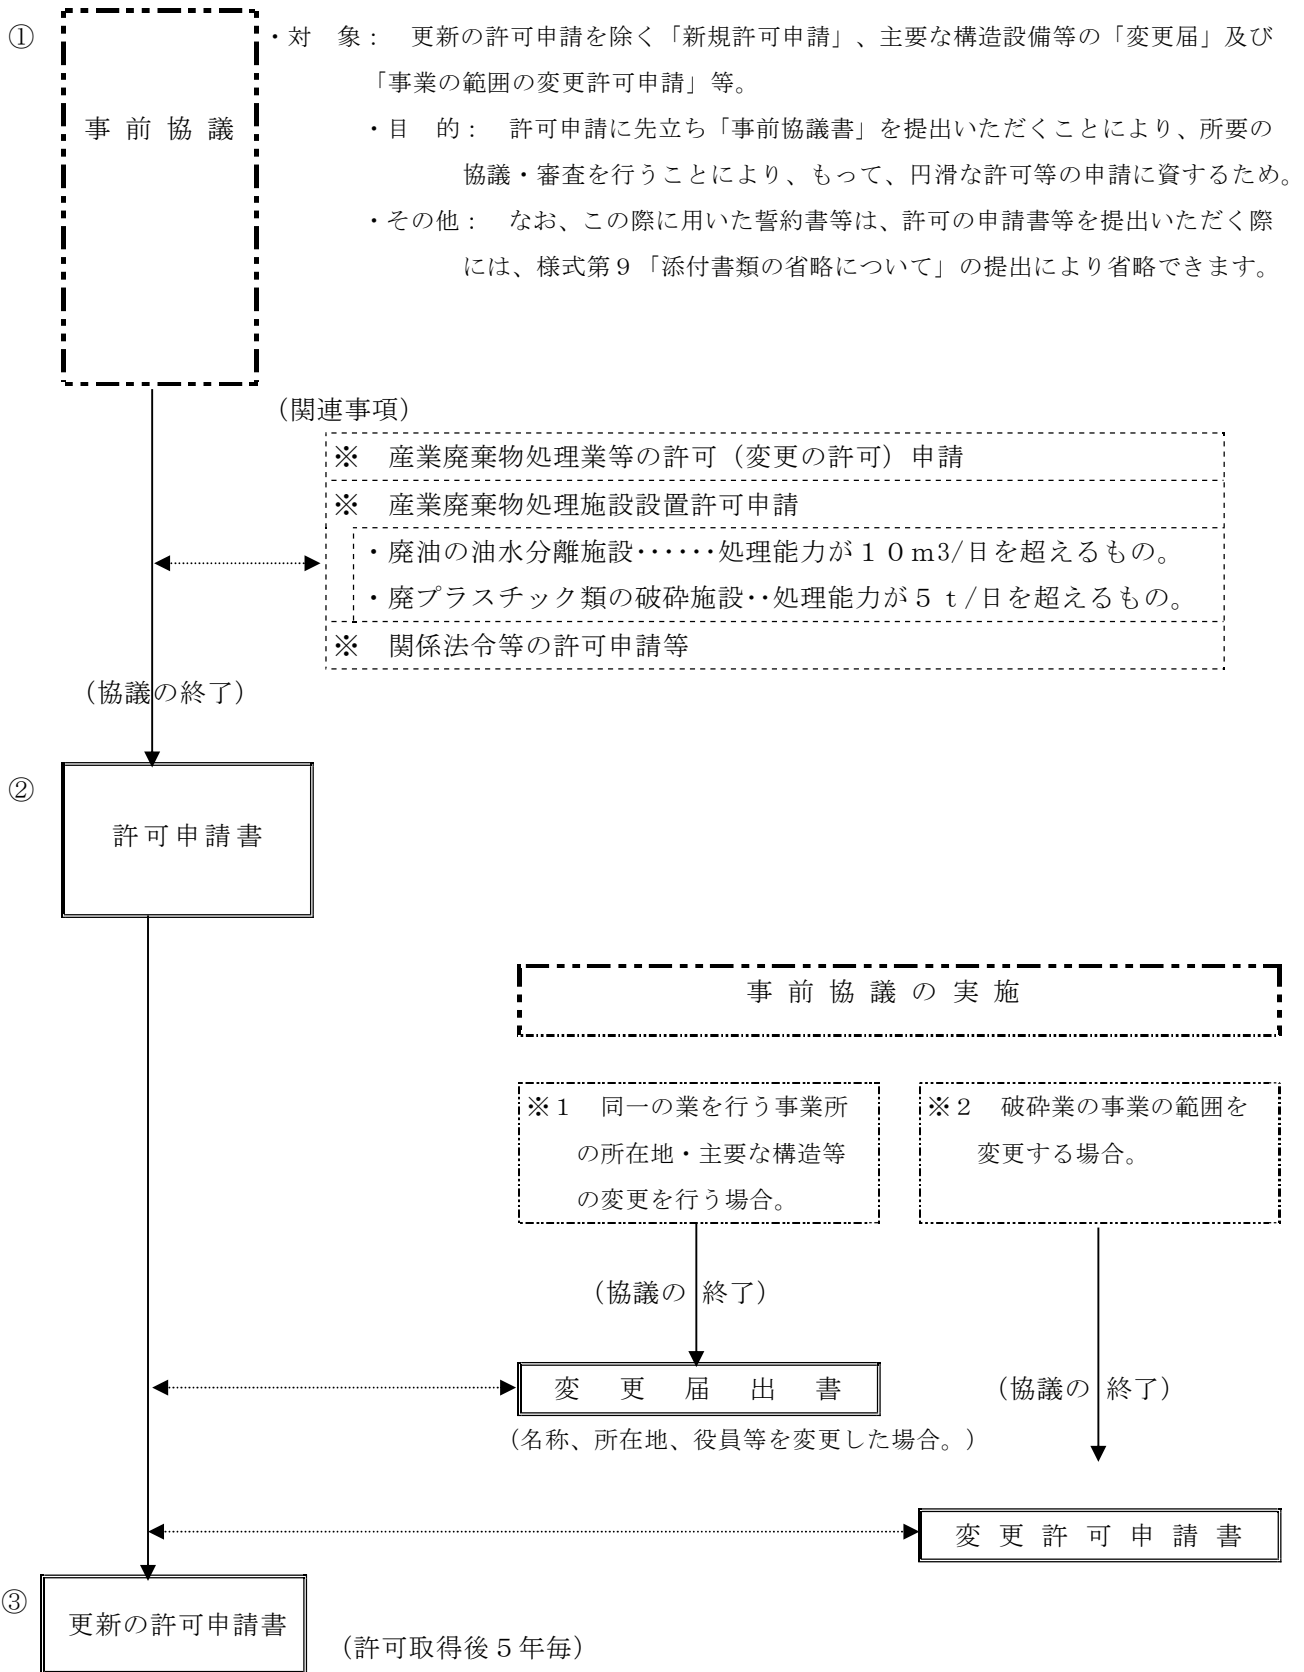 ①
・対　象：　更新の許可申請を除く「新規許可申請」、主要な構造設備等の「変更届」及び
「事業の範囲の変更許可申請」等。
事前協議
・目　的：　許可申請に先立ち「事前協議書」を提出いただくことにより、所要の
協議・審査を行うことにより、もって、円滑な許可等の申請に資するため。
・その他：　なお、この際に用いた誓約書等は、許可の申請書等を提出いただく際
には、様式第９「添付書類の省略について」の提出により省略できます。
（関連事項）
※　産業廃棄物処理業等の許可（変更の許可）申請
※　産業廃棄物処理施設設置許可申請
・廃油の油水分離施設‥‥‥処理能力が１０m3/日を超えるもの。
・廃プラスチック類の破砕施設‥処理能力が５ｔ/日を超えるもの。
※　関係法令等の許可申請等
（協議の終了）
②
許可申請書
事前協議の実施
※１　同一の業を行う事業所
の所在地・主要な構造等
の変更を行う場合。
※２　破砕業の事業の範囲を
変更する場合。
（協議の終了）
変更届出書
（協議の終了）
（名称、所在地、役員等を変更した場合。）
変更許可申請書
③
更新の許可申請書
（許可取得後５年毎）